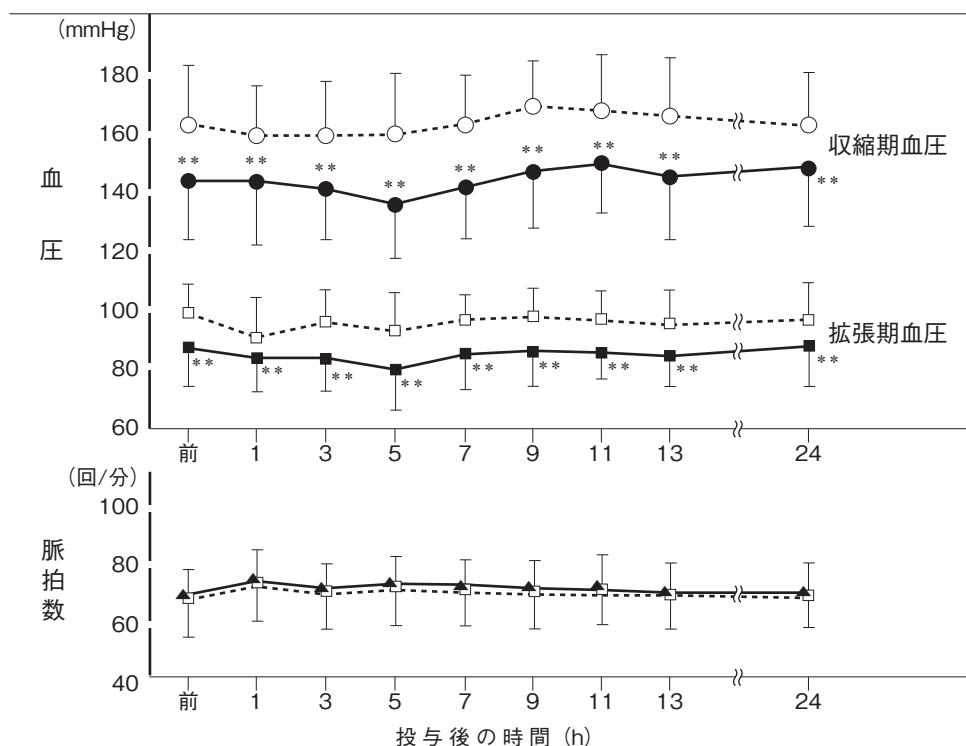 (mmHg)
180
160
140
120
100
80
60
血
圧
** ** ** ** ** ** ** ** **
収縮期血圧
** ** ** ** ** ** ** ** **
拡張期血圧
前 1 3 5 7 9 11 13 24
(回/分)
100
80
60
40
脈
拍
数
前 1 3 5 7 9 11 13 24
投与後の時間 (h)